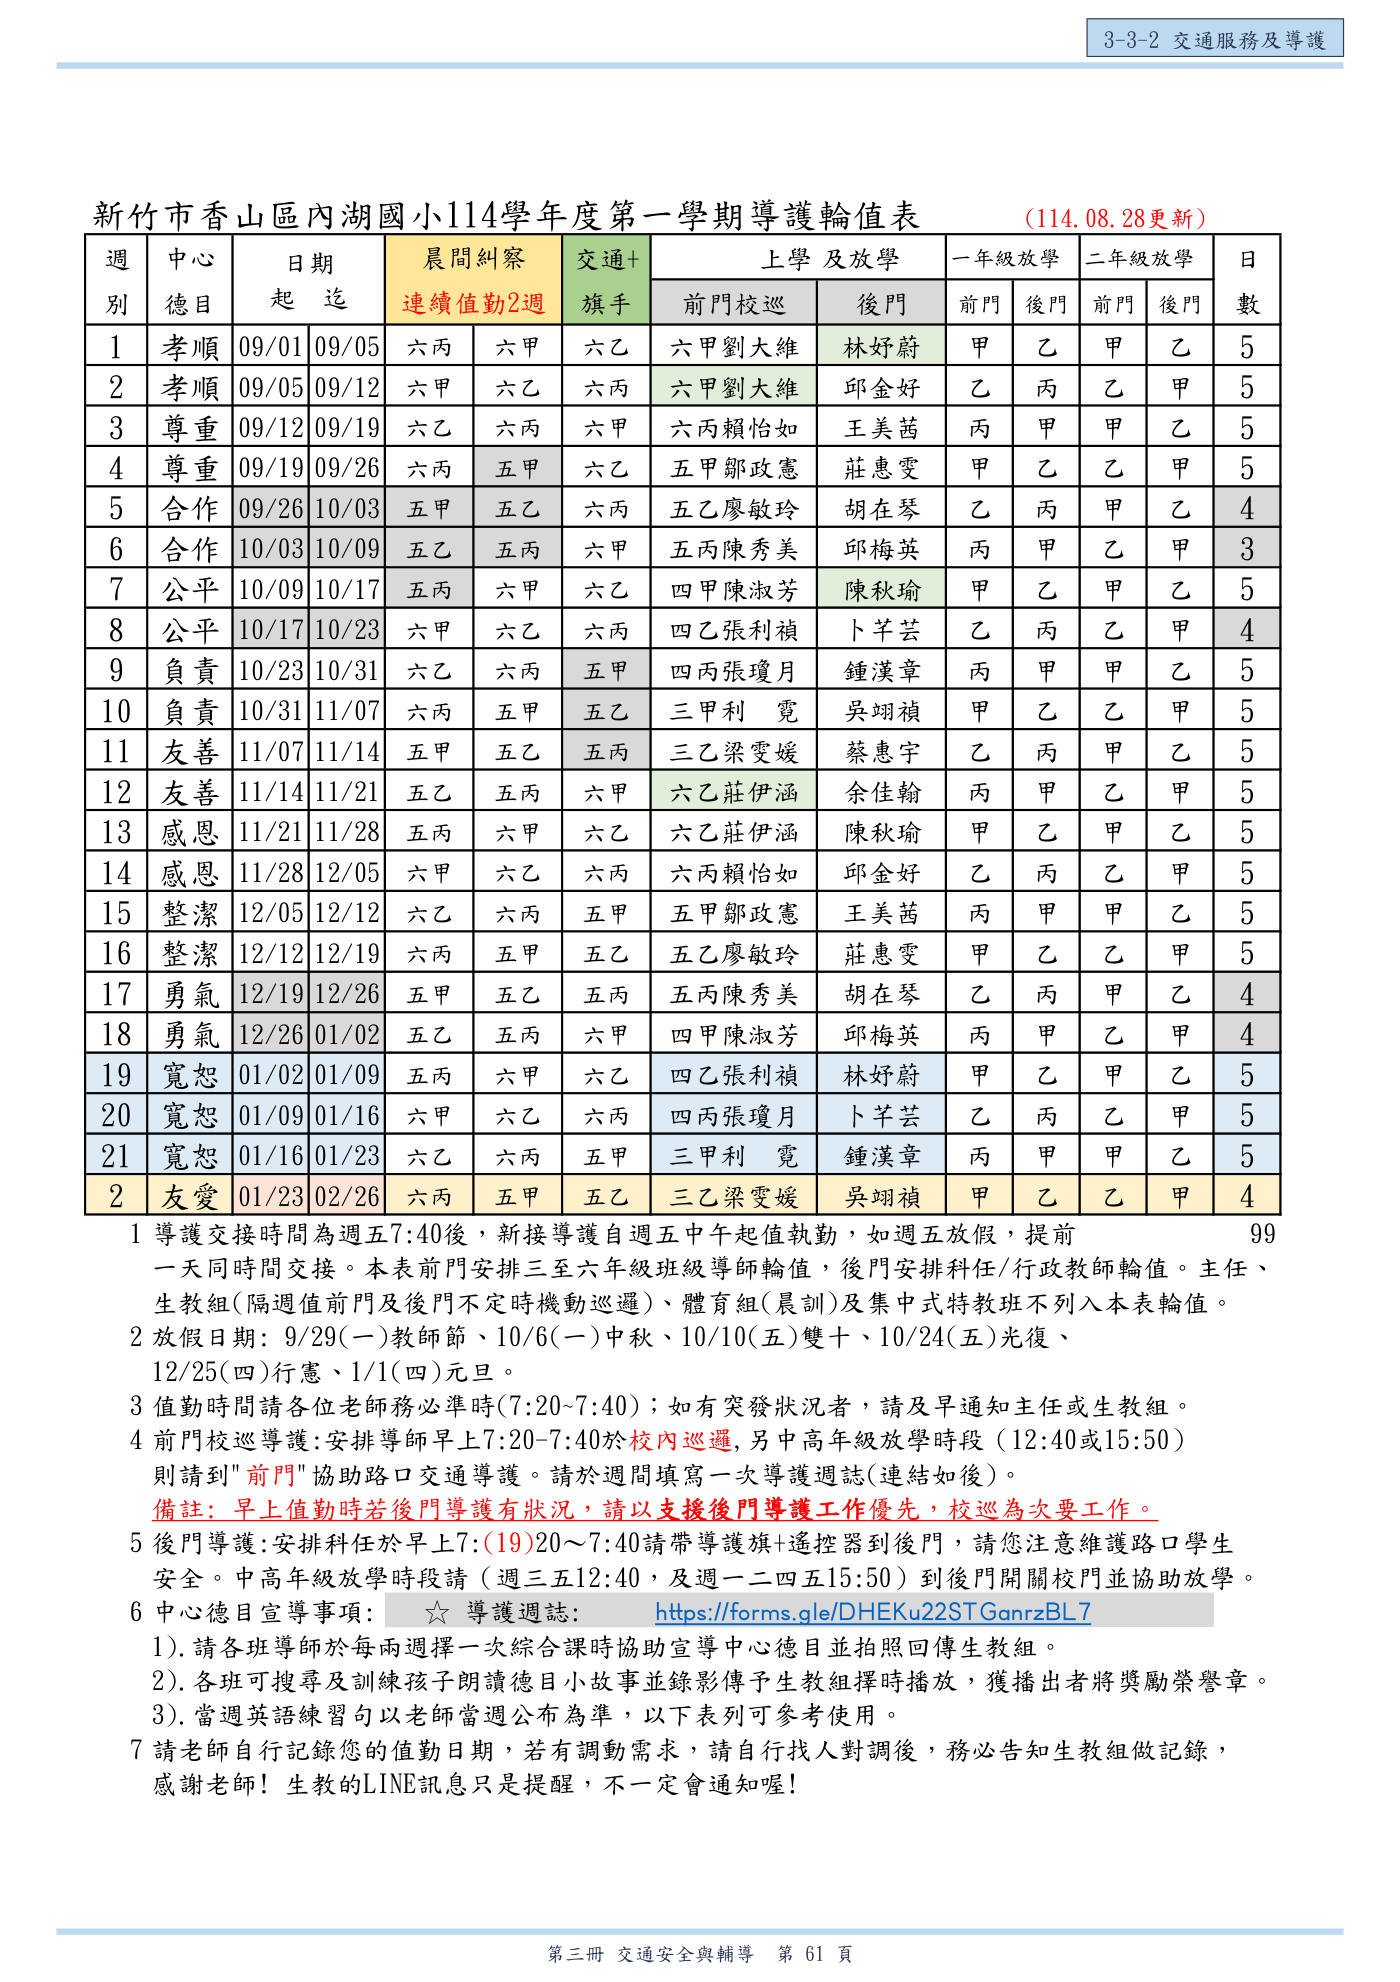 3-3-2 交通服務及導護
新竹市香山區內湖國小114學年度第一學期導護輪值表 (114.08.28更新)
週別 中心德目 日期 起 迄 晨間糾察 連續值勤2週 交通+旗手 上學 及放學 前門校巡 後門 一年級放學 前門 後門 二年級放學 前門 後門 日數
1 孝順 09/01 09/05 六丙 六甲 六乙 六甲劉大維 林妤蔚 甲 乙 甲 乙 5
2 孝順 09/05 09/12 六甲 六乙 六丙 六甲劉大維 邱金好 乙 丙 乙 甲 5
3 尊重 09/12 09/19 六乙 六丙 六甲 六丙賴怡如 王美茜 丙 甲 甲 乙 5
4 尊重 09/19 09/26 六丙 五甲 六乙 五甲鄒政憲 莊惠雯 甲 乙 乙 甲 5
5 合作 09/26 10/03 五甲 五乙 六丙 五乙廖敏玲 胡在琴 乙 丙 甲 乙 4
6 合作 10/03 10/09 五乙 五丙 六甲 五丙陳秀美 邱梅英 丙 甲 乙 甲 3
7 公平 10/09 10/17 五丙 六甲 六乙 四甲陳淑芳 陳秋瑜 甲 乙 甲 乙 5
8 公平 10/17 10/23 六甲 六乙 六丙 四乙張利禎 卜芊芸 乙 丙 乙 甲 4
9 負責 10/23 10/31 六乙 六丙 五甲 四丙張瓊月 鍾漢章 丙 甲 甲 乙 5
10 負責 10/31 11/07 六丙 五甲 五乙 三甲利 霓 吳翊禎 甲 乙 乙 甲 5
11 友善 11/07 11/14 五甲 五乙 五丙 三乙梁雯媛 蔡惠宇 乙 丙 甲 乙 5
12 友善 11/14 11/21 五乙 五丙 六甲 六乙莊伊涵 余佳翰 丙 甲 乙 甲 5
13 感恩 11/21 11/28 五丙 六甲 六乙 六乙莊伊涵 陳秋瑜 甲 乙 甲 乙 5
14 感恩 11/28 12/05 六甲 六乙 六丙 六丙賴怡如 邱金好 乙 丙 乙 甲 5
15 整潔 12/05 12/12 六乙 六丙 五甲 五甲鄒政憲 王美茜 丙 甲 甲 乙 5
16 整潔 12/12 12/19 六丙 五甲 五乙 五乙廖敏玲 莊惠雯 甲 乙 乙 甲 5
17 勇氣 12/19 12/26 五甲 五乙 五丙 五丙陳秀美 胡在琴 乙 丙 甲 乙 4
18 勇氣 12/26 01/02 五乙 五丙 六甲 四甲陳淑芳 邱梅英 丙 甲 乙 甲 4
19 寬恕 01/02 01/09 五丙 六甲 六乙 四乙張利禎 林妤蔚 甲 乙 甲 乙 5
20 寬恕 01/09 01/16 六甲 六乙 六丙 四丙張瓊月 卜芊芸 乙 丙 乙 甲 5
21 寬恕 01/16 01/23 六乙 六丙 五甲 三甲利 霓 鍾漢章 丙 甲 甲 乙 5
2 友愛 01/23 02/26 六丙 五甲 五乙 三乙梁雯媛 吳翊禎 甲 乙 乙 甲 4
1 導護交接時間為週五7:40後，新接導護自週五中午起值執勤，如週五放假，提前 99
一天同時間交接。本表前門安排三至六年級班級導師輪值，後門安排科任/行政教師輪值。主任、
生教組(隔週值前門及後門不定時機動巡邏)、體育組(晨訓)及集中式特教班不列入本表輪值。
2 放假日期: 9/29(一)教師節、10/6(一)中秋、10/10(五)雙十、10/24(五)光復、
12/25(四)行憲、1/1(四)元旦。
3 值勤時間請各位老師務必準時(7:20~7:40)；如有突發狀況者，請及早通知主任或生教組。
4 前門校巡導護:安排導師早上7:20-7:40於校內巡邏,另中高年級放學時段（12:40或15:50）
則請到"前門"協助路口交通導護。請於週間填寫一次導護週誌(連結如後)。
備註: 早上值勤時若後門導護有狀況，請以支援後門導護工作優先，校巡為次要工作。
5 後門導護:安排科任於早上7:(19)20～7:40請帶導護旗+遙控器到後門，請您注意維護路口學生
安全。中高年級放學時段請（週三五12:40，及週一二四五15:50）到後門開關校門並協助放學。
6 中心德目宣導事項: ☆ 導護週誌: https://forms.gle/DHEKu22STGanrzBL7
1).請各班導師於每兩週擇一次綜合課時協助宣導中心德目並拍照回傳生教組。
2).各班可搜尋及訓練孩子朗讀德目小故事並錄影傳予生教組擇時播放，獲播出者將獎勵榮譽章。
3).當週英語練習句以老師當週公布為準，以下表列可參考使用。
7 請老師自行記錄您的值勤日期，若有調動需求，請自行找人對調後，務必告知生教組做記錄，
感謝老師! 生教的LINE訊息只是提醒，不一定會通知喔!
第三冊 交通安全與輔導 第 61 頁